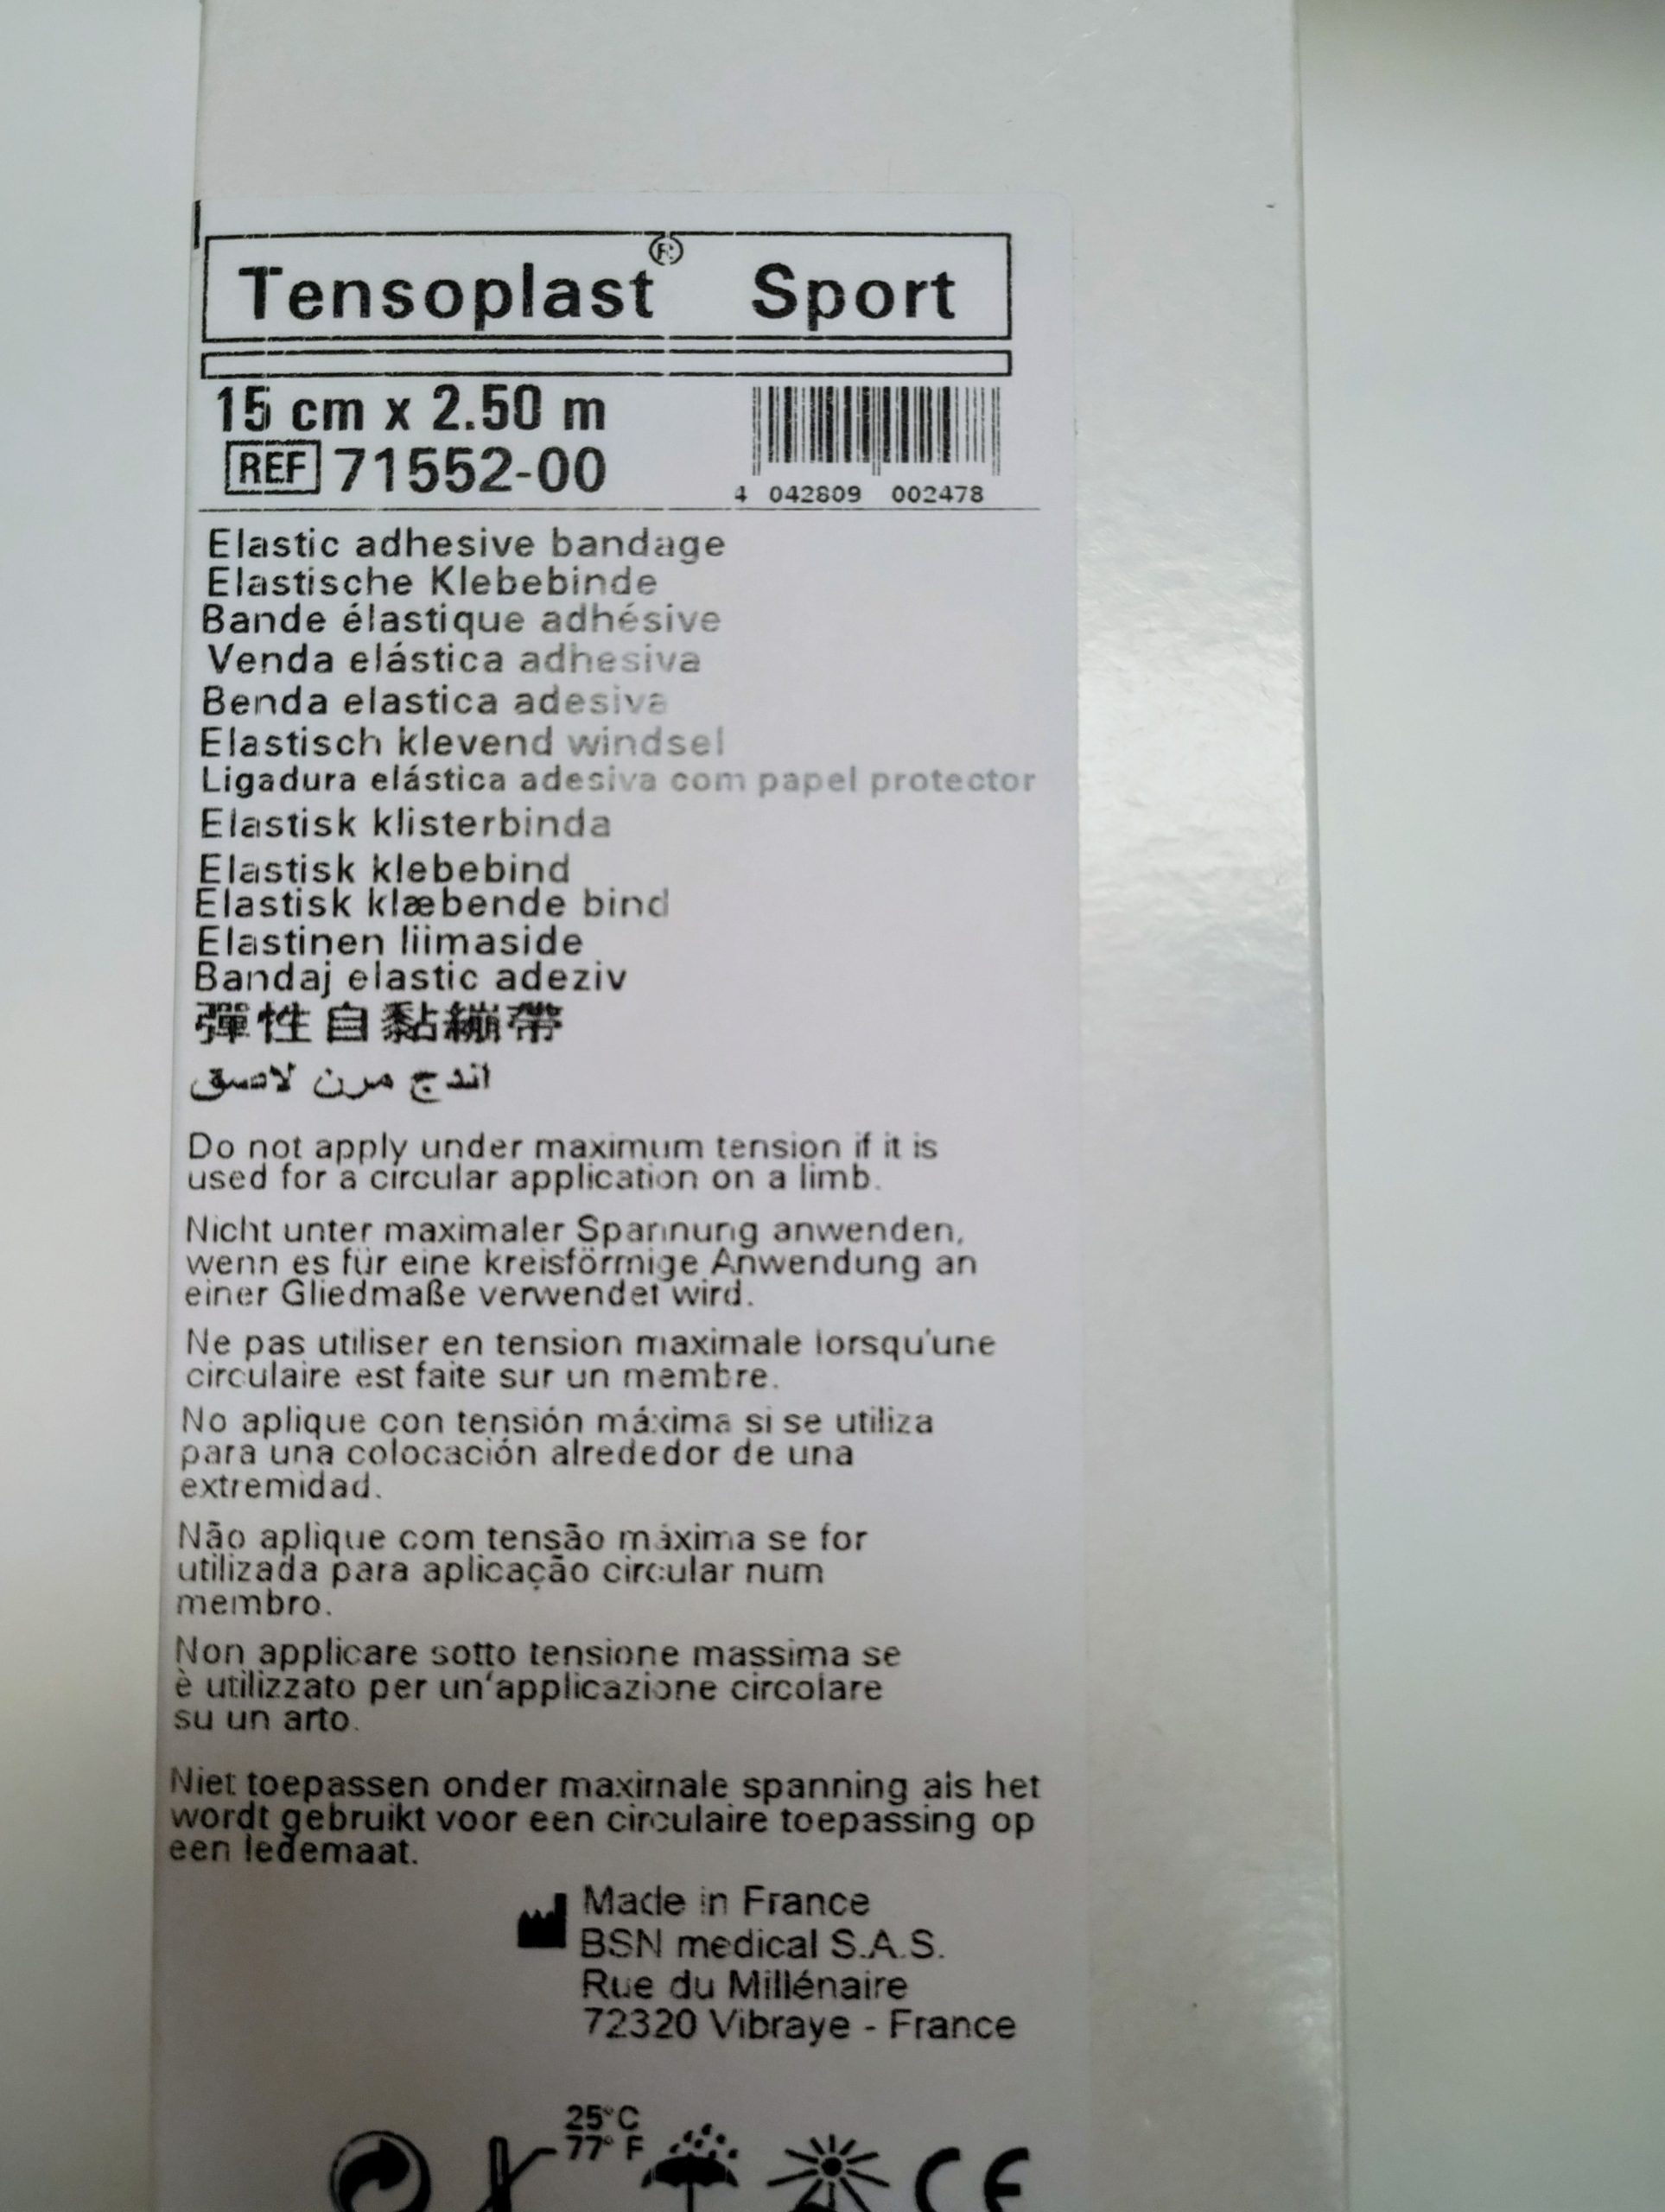 Tensoplast® Sport
15 cm x 2.50 m
REF 71552-00
4 042809 002478
Elastic adhesive bandage
Elastische Klebebinde
Bande élastique adhésive
Venda elástica adhesiva
Benda elastica adesiva
Elastisch klevend windsel
Ligadura elástica adesiva com papel protector
Elastisk klisterbinda
Elastisk klebebind
Elastisk klæbende bind
Elastinen liimaside
Bandaj elastic adeziv
彈性自黏繃帶
مرن لاصق
Do not apply under maximum tension if it is
used for a circular application on a limb.
Nicht unter maximaler Spannung anwenden,
wenn es für eine kreisförmige Anwendung an
einer Gliedmaße verwendet wird.
Ne pas utiliser en tension maximale lorsqu'une
circulaire est faite sur un membre.
No aplique con tensión máxima si se utiliza
para una colocación alrededor de una
extremidad.
Não aplique com tensão máxima se for
utilizada para aplicação circular num
membro.
Non applicare sotto tensione massima se
è utilizzato per un'applicazione circolare
su un arto.
Niet toepassen onder maximale spanning als het
wordt gebruikt voor een circulaire toepassing op
een ledemaat.
Made in France
BSN medical S.A.S.
Rue du Millénaire
72320 Vibraye - France
25°C
77°F
CE